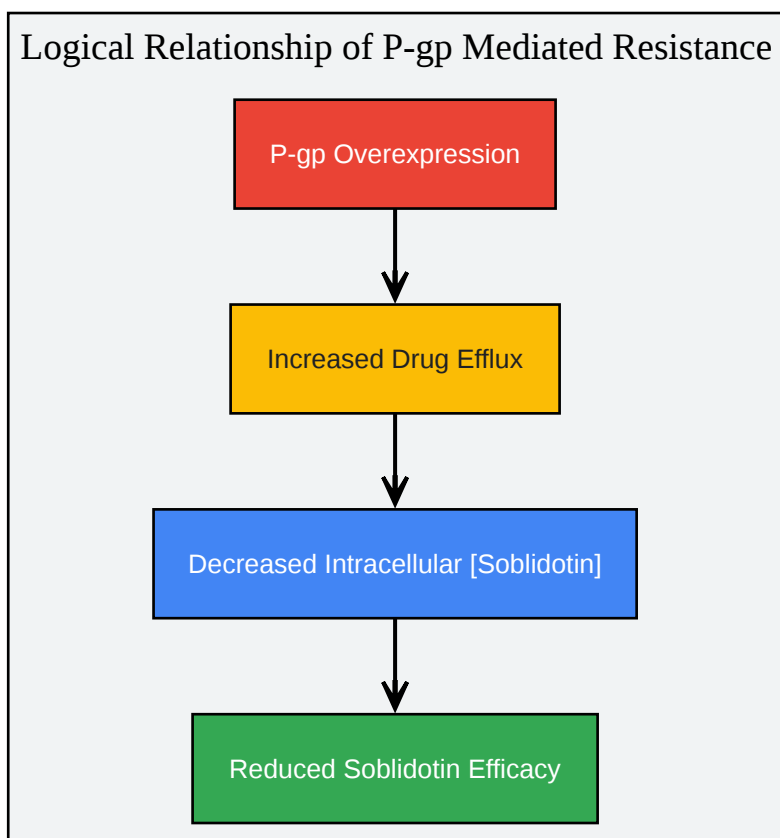 Logical Relationship of P-gp Mediated Resistance
P-gp Overexpression
Increased Drug Efflux
Decreased Intracellular [Soblidotin]
Reduced Soblidotin Efficacy